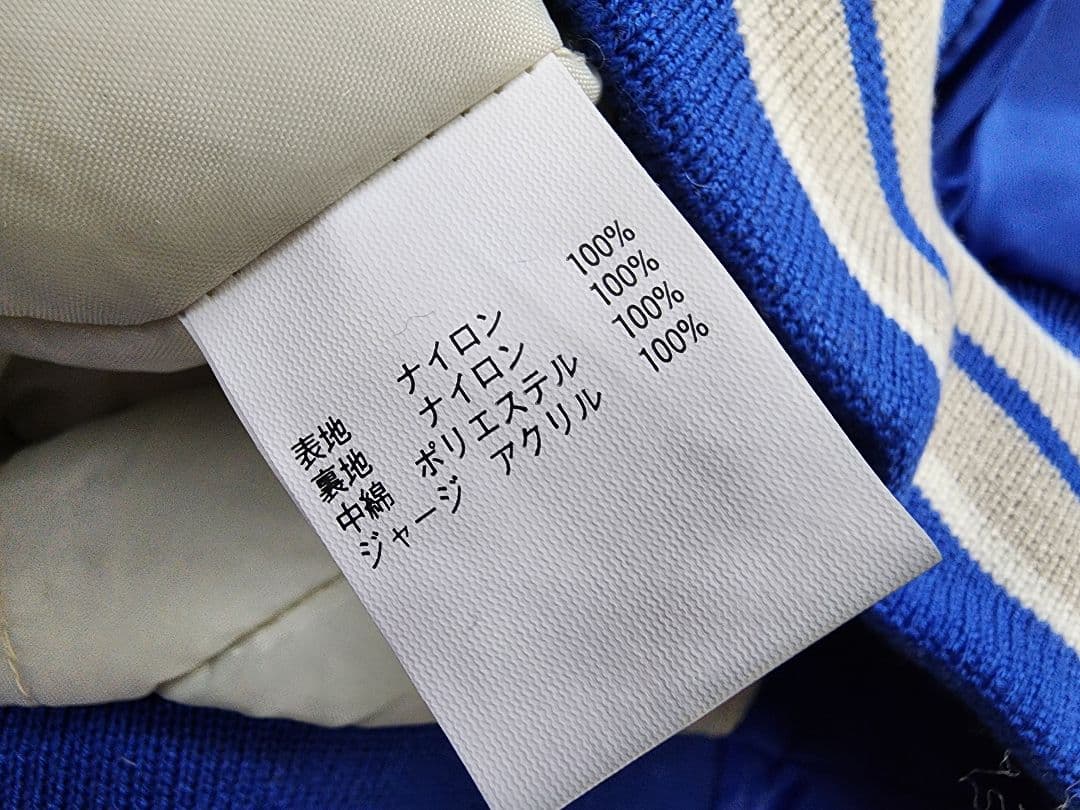 表地 ナイロン 100%
裏地 ナイロン 100%
中綿 ポリエステル 100%
ジャージ アクリル 100%